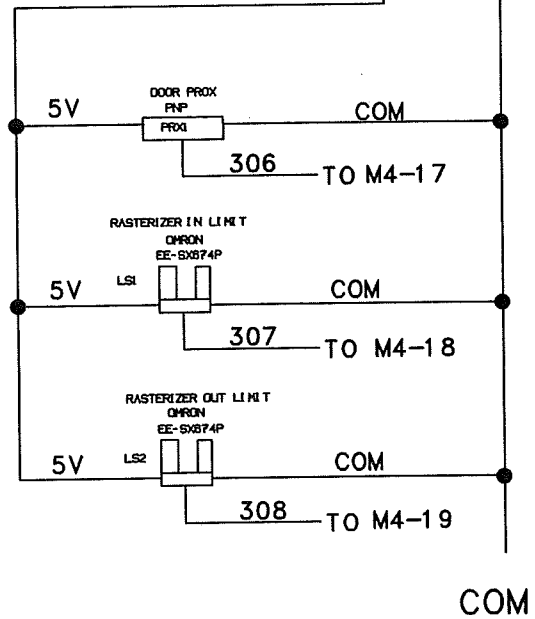 DOOR PROX
PNP
5V
PRX1
COM
306
TO M4-17
RASTERIZER IN LIMIT
OMRON
EE-SX674P
LS1
5V
COM
307
TO M4-18
RASTERIZER OUT LIMIT
OMRON
EE-SX674P
LS2
5V
COM
308
TO M4-19
COM